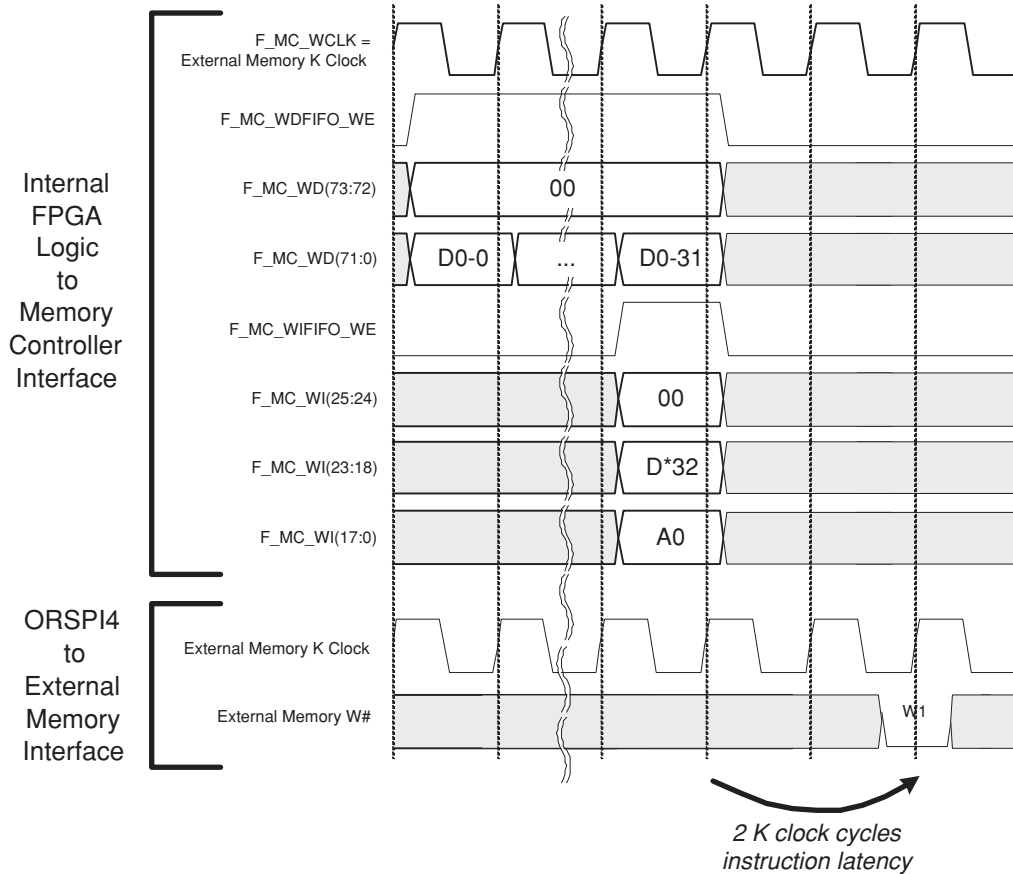 F_MC_WCLK =
External Memory K Clock
F_MC_WDFIFO_WE
F_MC_WD(73:72)
00
F_MC_WD(71:0)
D0-0
...
D0-31
F_MC_WIFIFO_WE
F_MC_WI(25:24)
00
F_MC_WI(23:18)
D*32
F_MC_WI(17:0)
A0
Internal
FPGA
Logic
to
Memory
Controller
Interface
ORSPI4
to
External
Memory
Interface
External Memory K Clock
External Memory W#
W1
2 K clock cycles
instruction latency